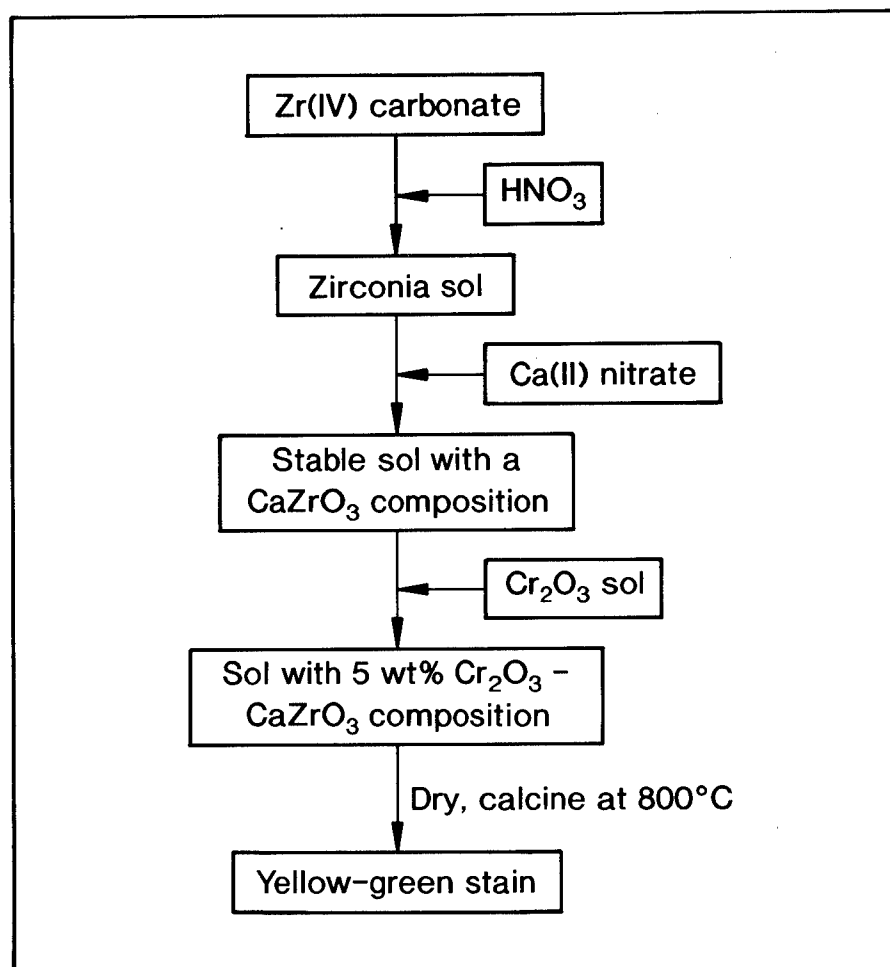 Zr(IV) carbonate
HNO₃
Zirconia sol
Ca(II) nitrate
Stable sol with a
CaZrO₃ composition
Cr₂O₃ sol
Sol with 5 wt% Cr₂O₃ –
CaZrO₃ composition
Dry, calcine at 800°C
Yellow-green stain